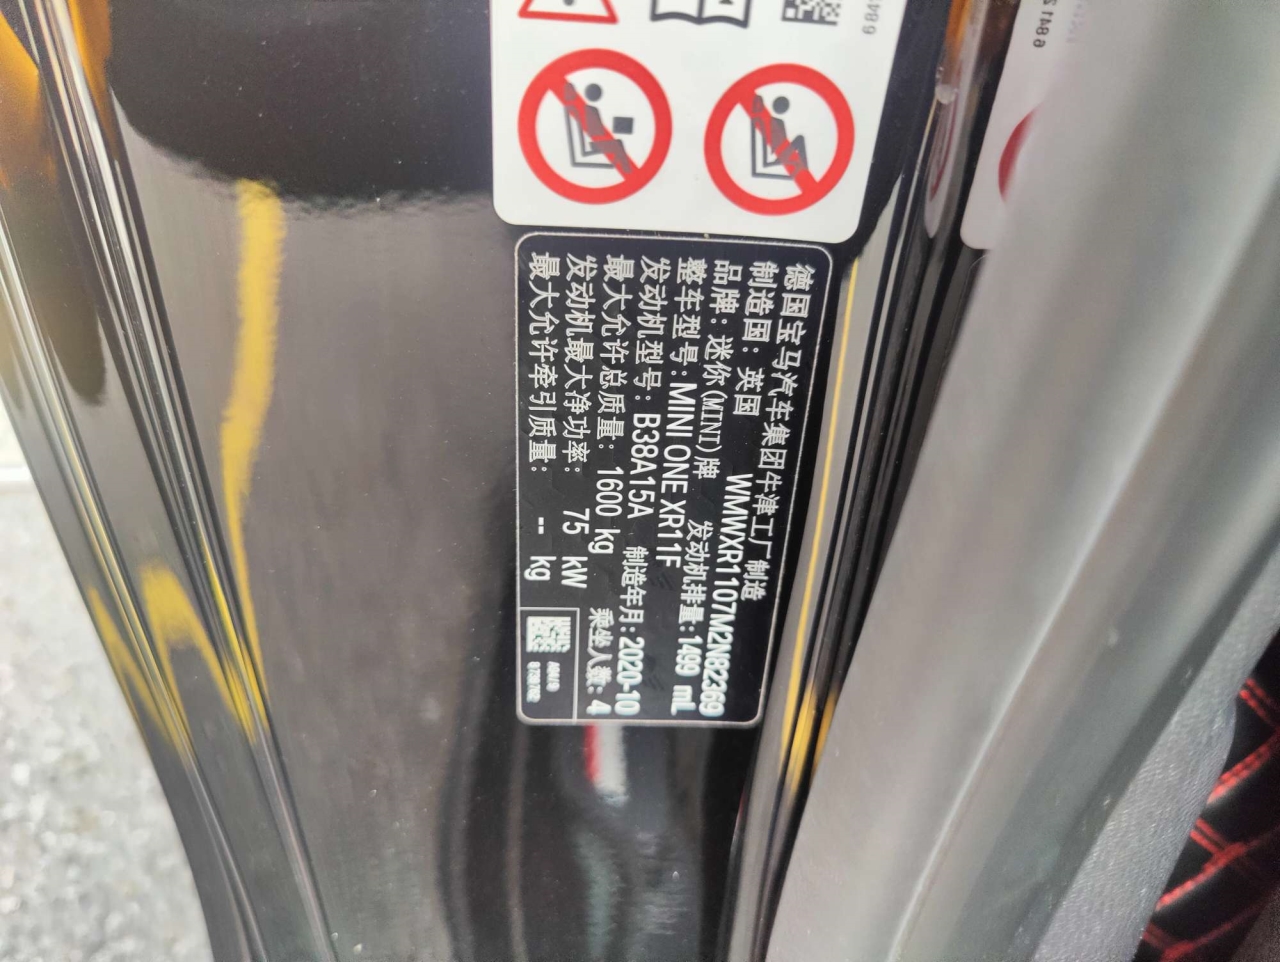 德国宝马汽车集团牛津工厂制造
制造国：英国 WMWXR1107M2N82369
品牌：迷你(MINI)牌 发动机排量：1499 mL
整车型号：MINI ONE XR11F
发动机型号：B38A15A 制造年月：2020-10
最大允许总质量：1600 kg 乘坐人数：4
发动机最大净功率：75 kW
最大允许牵引质量：-- kg